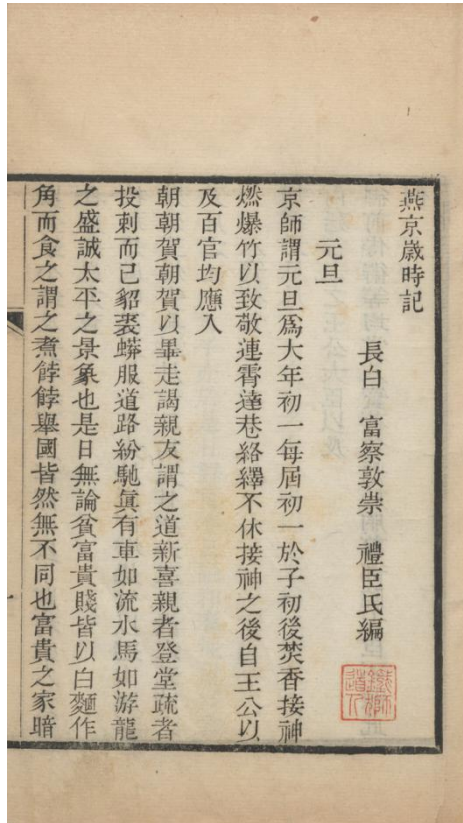 燕京歲時記
長白 富察敦崇 禮臣氏編
元旦
京師謂元旦爲大年初一每屆初一於子初後焚香接神
燃爆竹以致敬連霄達巷絡繹不休接神之後自王公以
及百官均應入
朝朝賀朝賀以畢走謁親友謂之道新喜親者登堂疏者
投刺而已貂裘蟒服道路紛馳眞有車如流水馬如游龍
之盛誠太平之景象也是日無論貧富貴賤皆以白麵作
角而食之謂之煮餑餑舉國皆然無不同也富貴之家暗
鐵獅
道人